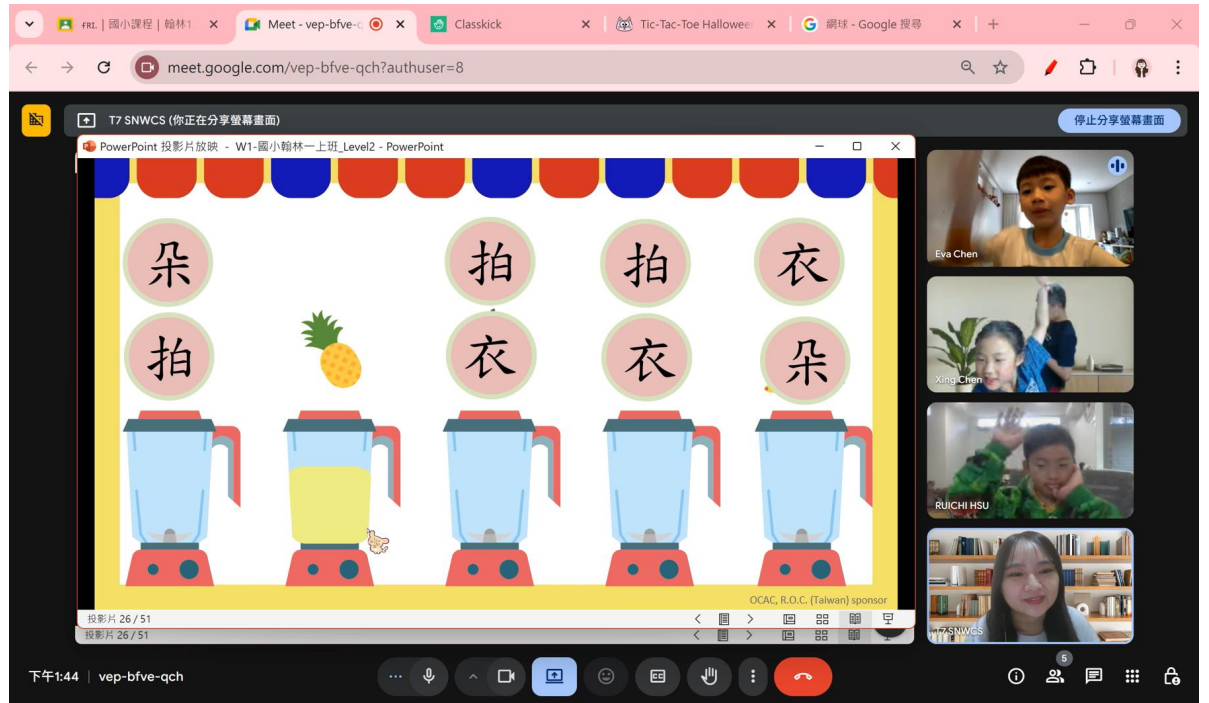 FRI. | 國小課程 | 翰林1
Meet - vep-bfve-q
Classkick
Tic-Tac-Toe Hallowee
網球 - Google 搜尋
meet.google.com/vep-bfve-qch?authuser=8
T7 SNWCS (你正在分享螢幕畫面)
停止分享螢幕畫面
PowerPoint 投影片放映 - W1-國小翰林一上班_Level2 - PowerPoint
朵 拍 拍 衣
拍 衣 衣 朵
OCAC, R.O.C. (Taiwan) sponsor
投影片 26 / 51
投影片 26 / 51
Eva Chen
Xing Chen
RUICHI HSU
T7 SNWCS
下午1:44 | vep-bfve-qch
CC
5